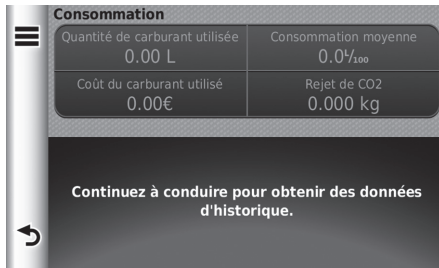 Consommation
Quantité de carburant utilisée
0.00 L
Consommation moyenne
0.0L/100
Coût du carburant utilisé
0.00€
Rejet de CO2
0.000 kg
Continuez à conduire pour obtenir des données
d'historique.